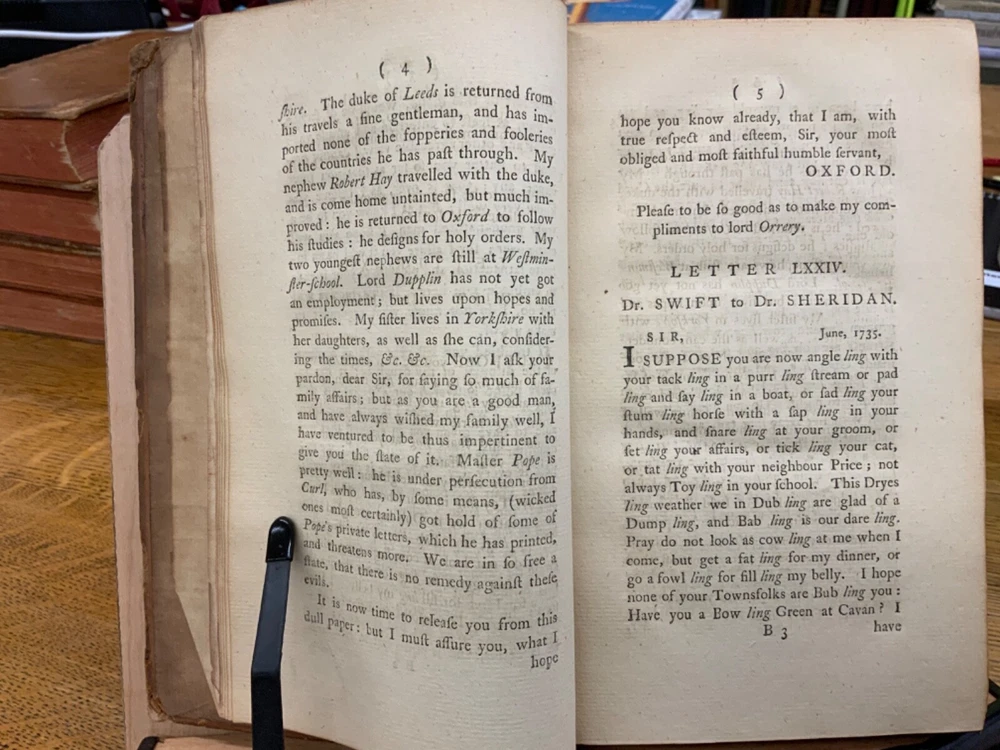 ( 4 )
ſhire. The duke of Leeds is returned from
his travels a fine gentleman, and has im-
ported none of the fopperies and fooleries
of the countries he has paſt through. My
nephew Robert Hay travelled with the duke,
and is come home untainted, but much im-
proved : he is returned to Oxford to follow
his ſtudies : he deſigns for holy orders. My
two youngeſt nephews are ſtill at Weſtmin-
ſter-ſchool. Lord Dupplin has not yet got
an employment; but lives upon hopes and
promiſes. My ſiſter lives in Yorkſhire with
her daughters, as well as ſhe can, conſider-
ing the times, &c. &c. Now I aſk your
pardon, dear Sir, for ſaying ſo much of fa-
mily affairs; but as you are a good man,
and have always wiſhed my family well, I
have ventured to be thus impertinent to
give you the ſtate of it. Maſter Pope is
pretty well : he is under perſecution from
Curl, who has, by ſome means, (wicked
ones moſt certainly) got hold of ſome of
Pope's private letters, which he has printed,
and threatens more. We are in ſo free a
ſtate, that there is no remedy againſt theſe
evils.
It is now time to releaſe you from this
dull paper: but I muſt aſſure you, what I
hope
( 5 )
hope you know already, that I am, with
true reſpect and eſteem, Sir, your moſt
obliged and moſt faithful humble ſervant,
OXFORD.
Pleaſe to be ſo good as to make my com-
pliments to lord Orrery.
LETTER LXXIV.
Dr. SWIFT to Dr. SHERIDAN.
SIR, June, 1735.
I SUPPOSE you are now angle ling with
your tack ling in a purr ling ſtream or pad
ling and ſay ling in a boat, or ſad ling your
ſtum ling horſe with a ſap ling in your
hands, and ſnare ling at your groom, or
ſet ling your affairs, or tick ling your cat,
or tat ling with your neighbour Price ; not
always Toy ling in your ſchool. This Dryes
ling weather we in Dub ling are glad of a
Dump ling, and Bab ling is our dare ling.
Pray do not look as cow ling at me when I
come, but get a fat ling for my dinner, or
go a fowl ling for fill ling my belly. I hope
none of your Townsfolks are Bub ling you :
Have you a Bow ling Green at Cavan? I
B 3 have